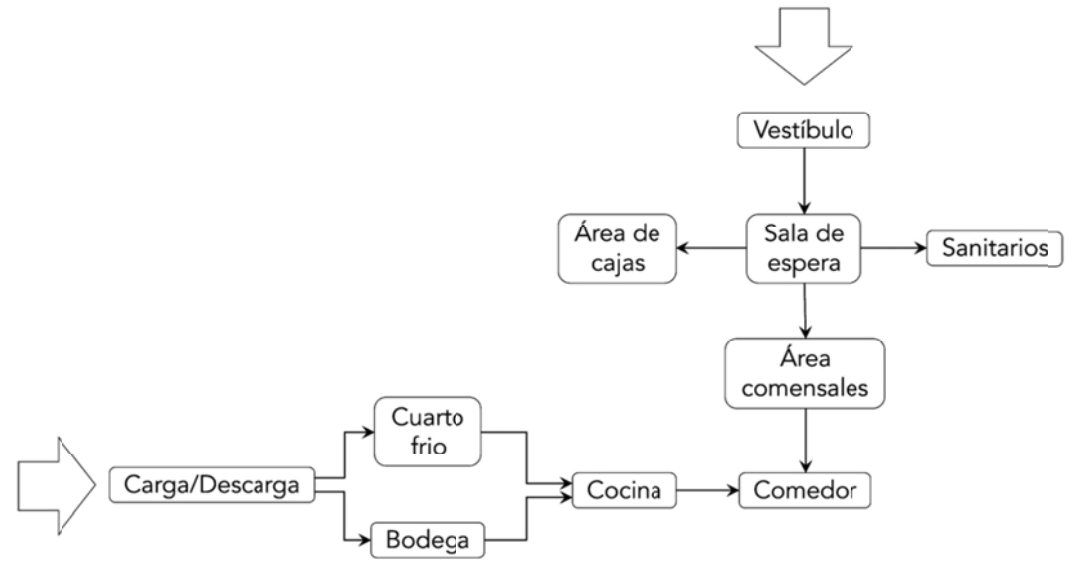 Vestíbulo
Área de
cajas
Sala de
espera
Sanitarios
Área
comensales
Cuarto
frio
Carga/Descarga
Cocina
Comedor
Bodega